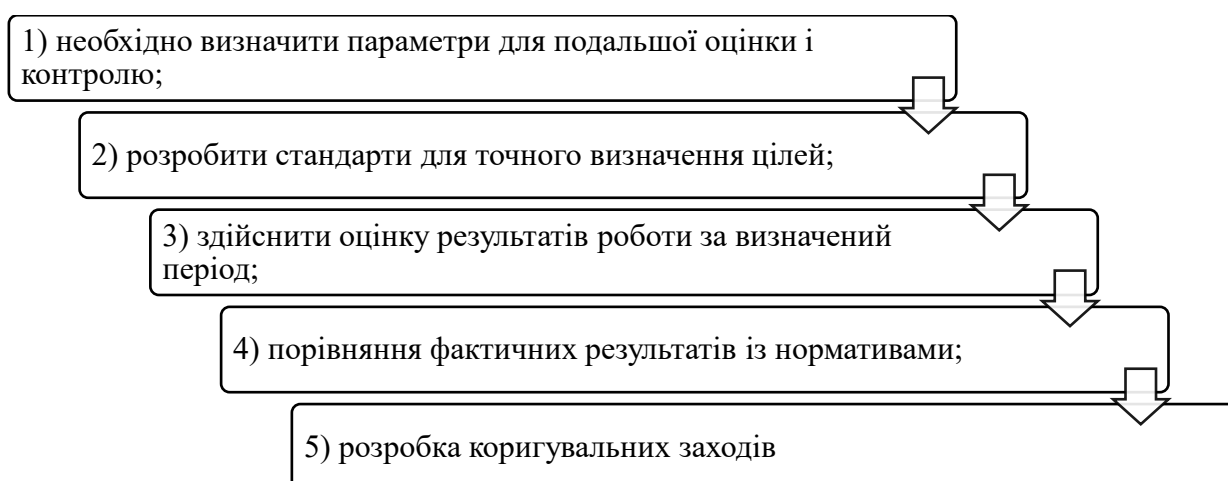 1) необхідно визначити параметри для подальшої оцінки і
контролю;
2) розробити стандарти для точного визначення цілей;
3) здійснити оцінку результатів роботи за визначений
період;
4) порівняння фактичних результатів із нормативами;
5) розробка коригувальних заходів